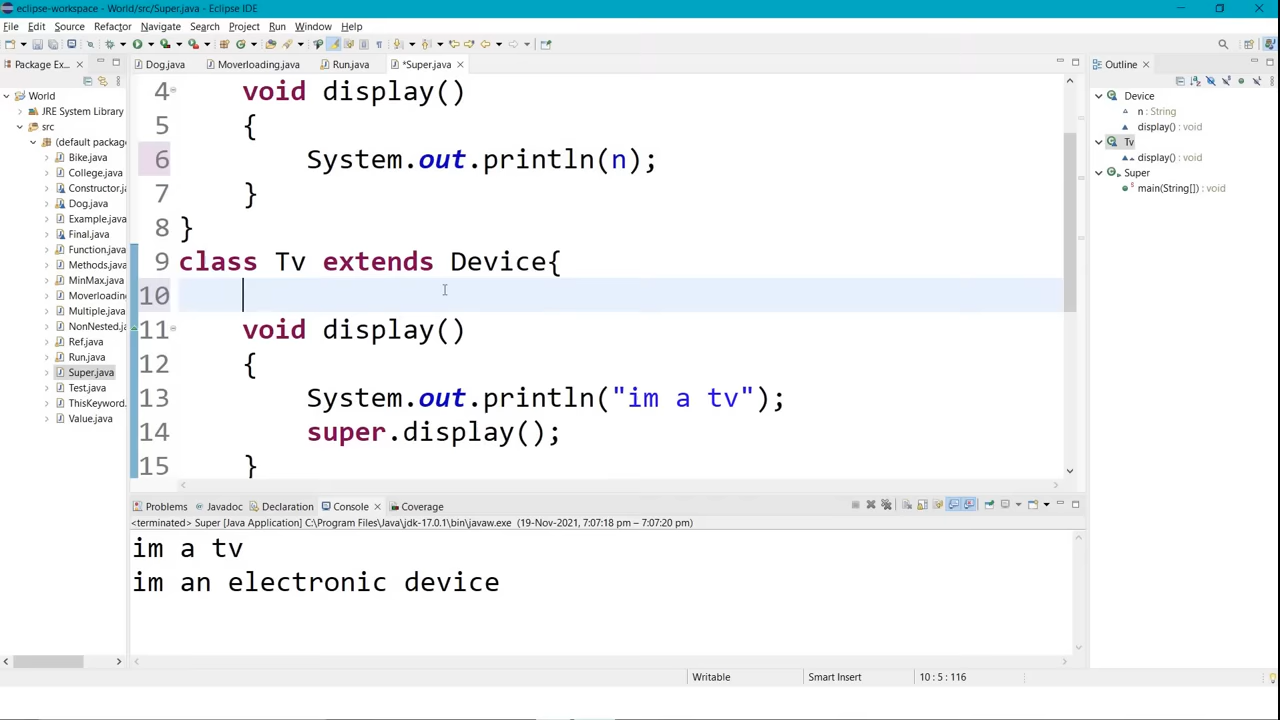 eclipse-workspace - World/src/Super.java - Eclipse IDE
File Edit Source Refactor Navigate Search Project Run Window Help
Package Ex...
Dog.java Moverloading.java Run.java *Super.java
Outline
World
JRE System Library
src
(default package
Bike.java
College.java
Constructor.java
Dog.java
Example.java
Final.java
Function.java
Methods.java
MinMax.java
Moverloading
Multiple.java
NonNested.ja
Ref.java
Run.java
Super.java
Test.java
ThisKeyword.
Value.java
4 void display()
5 {
6 System.out.println(n);
7 }
8 }
9 class Tv extends Device{
10
11 void display()
12 {
13 System.out.println("im a tv");
14 super.display();
15 }
Device
n : String
display() : void
Tv
display() : void
Super
main(String[]) : void
Problems Javadoc Declaration Console Coverage
<terminated> Super [Java Application] C:\Program Files\Java\jdk-17.0.1\bin\javaw.exe (19-Nov-2021, 7:07:18 pm – 7:07:20 pm)
im a tv
im an electronic device
Writable Smart Insert 10 : 5 : 116